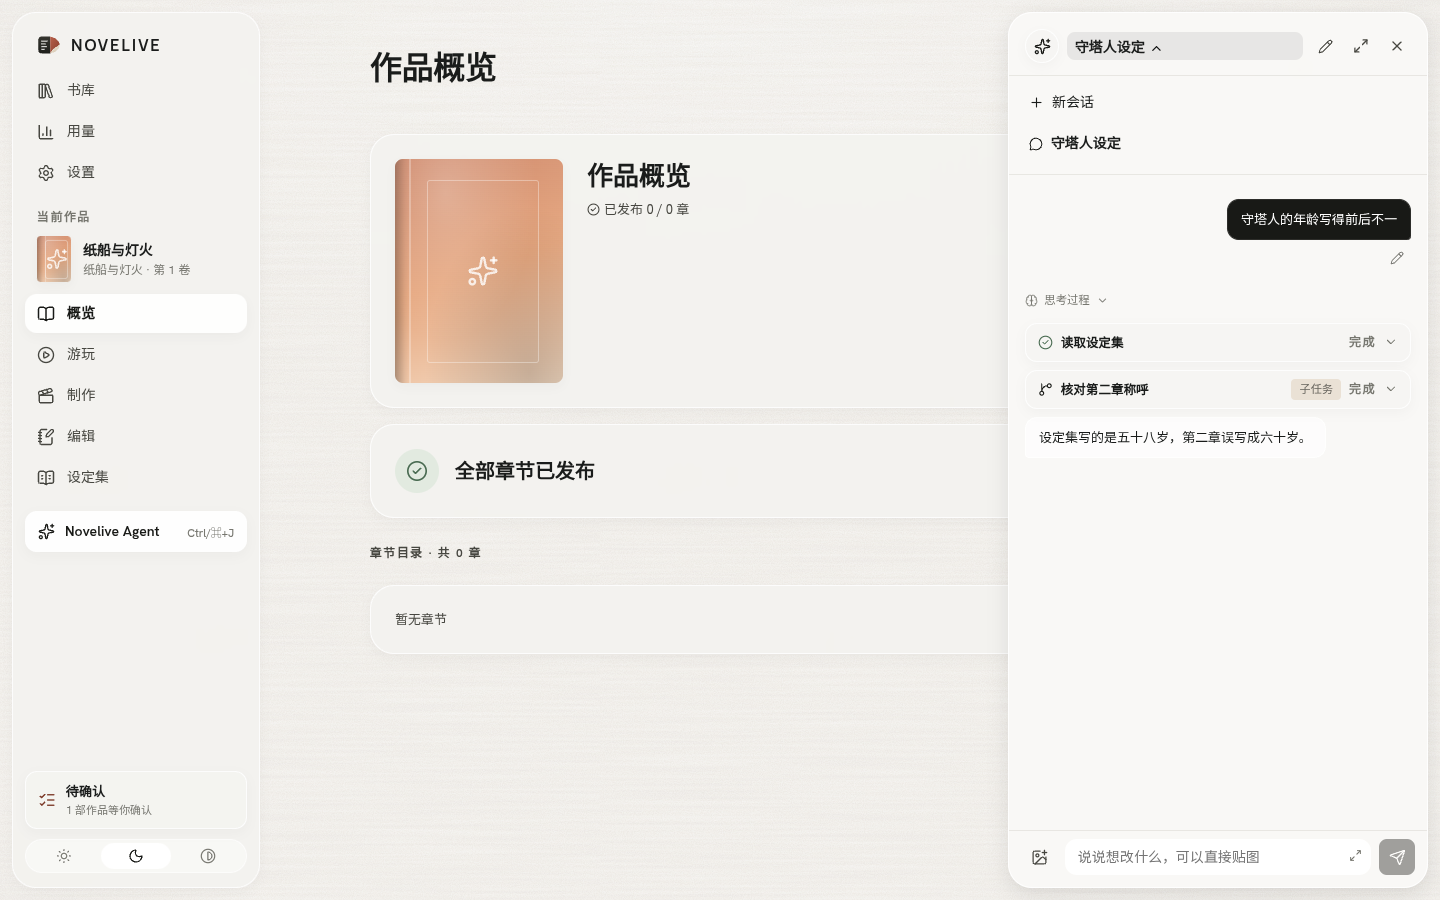 NOVELIVE
书库
用量
设置
当前作品
纸船与灯火
纸船与灯火 · 第 1 卷
概览
游玩
制作
编辑
设定集
Novelive Agent
Ctrl/⌘+J
待确认
1 部作品等你确认
作品概览
作品概览
已发布 0 / 0 章
全部章节已发布
章节目录 · 共 0 章
暂无章节
守塔人设定
新会话
守塔人设定
守塔人的年龄写得前后不一
思考过程
读取设定集
完成
核对第二章称呼
子任务
完成
设定集写的是五十八岁，第二章误写成六十岁。
说说想改什么，可以直接贴图